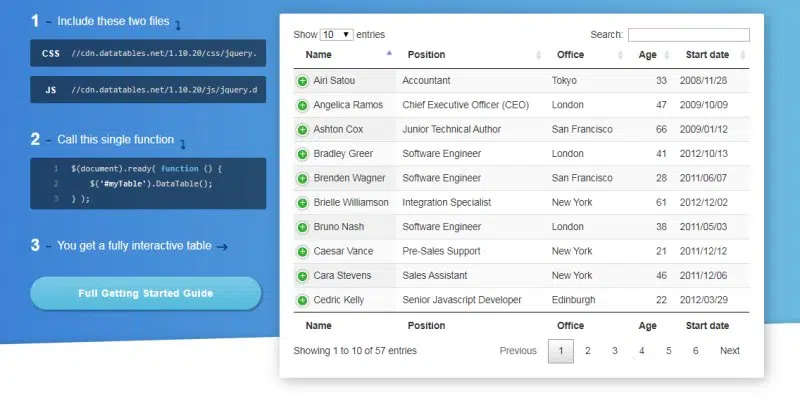 1 - Include these two files
CSS //cdn.datatables.net/1.10.20/css/jquery.
JS //cdn.datatables.net/1.10.20/js/jquery.d
2 - Call this single function
1 $(document).ready( function () {
2 $('#myTable').DataTable();
3 } );
3 - You get a fully interactive table
Full Getting Started Guide
Show 10 entries Search:
Name Position Office Age Start date
Airi Satou Accountant Tokyo 33 2008/11/28
Angelica Ramos Chief Executive Officer (CEO) London 47 2009/10/09
Ashton Cox Junior Technical Author San Francisco 66 2009/01/12
Bradley Greer Software Engineer London 41 2012/10/13
Brenden Wagner Software Engineer San Francisco 28 2011/06/07
Brielle Williamson Integration Specialist New York 61 2012/12/02
Bruno Nash Software Engineer London 38 2011/05/03
Caesar Vance Pre-Sales Support New York 21 2011/12/12
Cara Stevens Sales Assistant New York 46 2011/12/06
Cedric Kelly Senior Javascript Developer Edinburgh 22 2012/03/29
Name Position Office Age Start date
Showing 1 to 10 of 57 entries Previous 1 2 3 4 5 6 Next